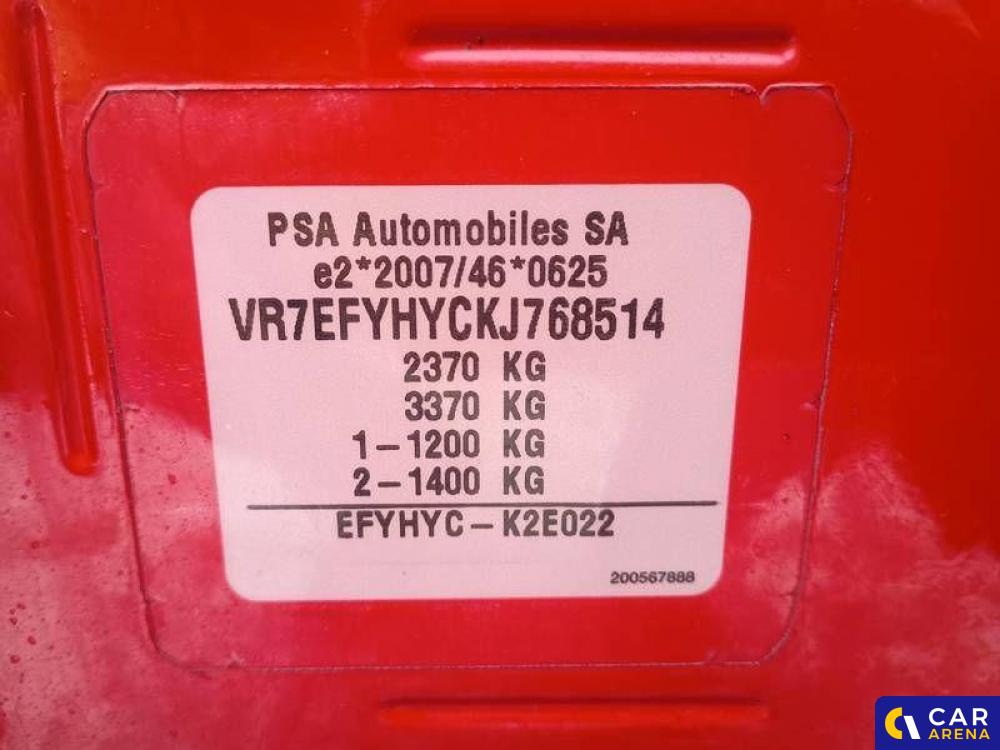 PSA Automobiles SA
e2*2007/46*0625
VR7EFYHYCKJ768514
2370 KG
3370 KG
1-1200 KG
2-1400 KG
EFYHYC-K2E022
200567888
CAR
ARENA